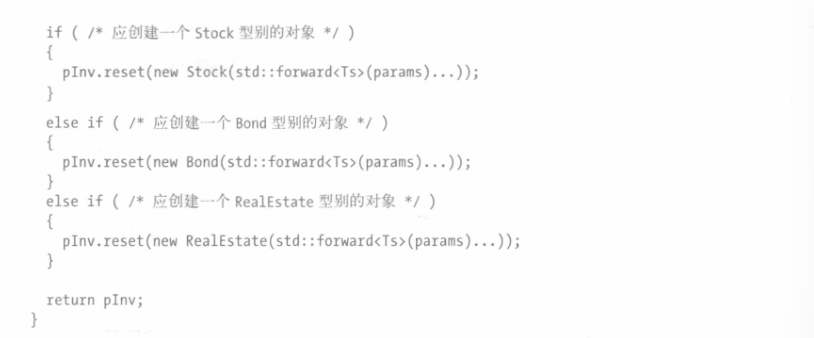 if ( /* 应创建一个 Stock 型别的对象 */ )
{
pInv.reset(new Stock(std::forward<Ts>(params)...));
}
else if ( /* 应创建一个 Bond 型别的对象 */ )
{
pInv.reset(new Bond(std::forward<Ts>(params)...));
}
else if ( /* 应创建一个 RealEstate 型别的对象 */ )
{
pInv.reset(new RealEstate(std::forward<Ts>(params)...));
}
return pInv;
}